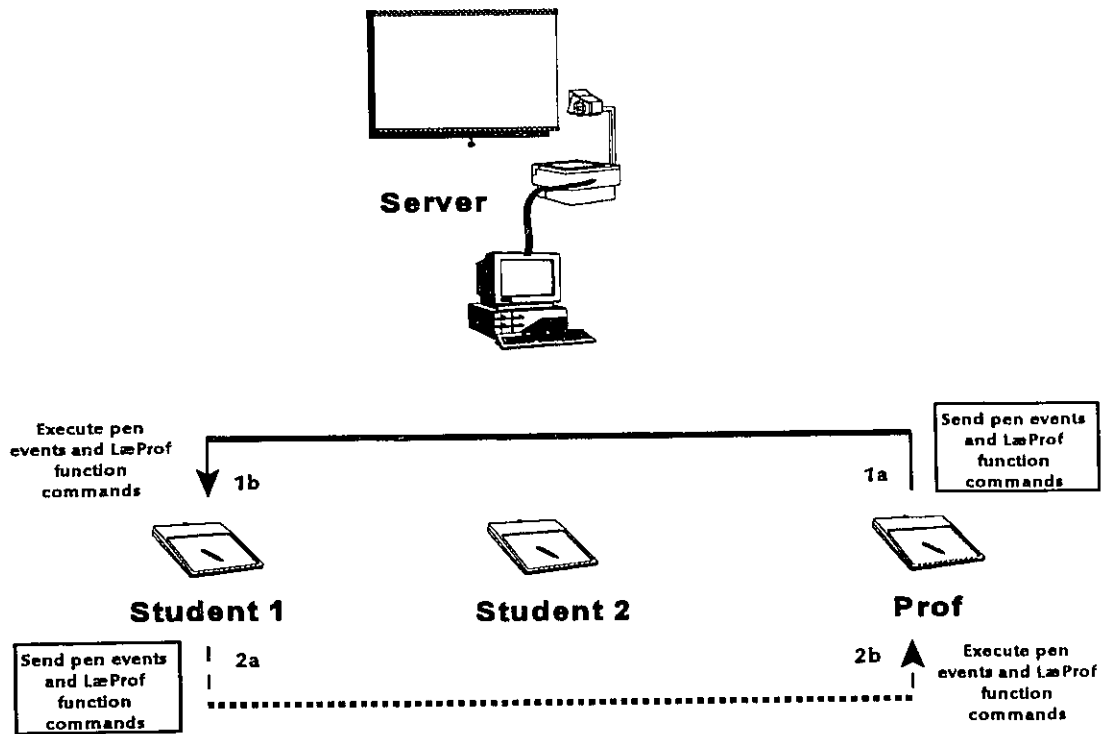 Server
Execute pen
events and LæProf
function
commands
1b
1a
Send pen events
and LæProf
function
commands
Student 1
Student 2
Prof
Send pen events
and LæProf
function
commands
2a
2b
Execute pen
events and LæProf
function
commands